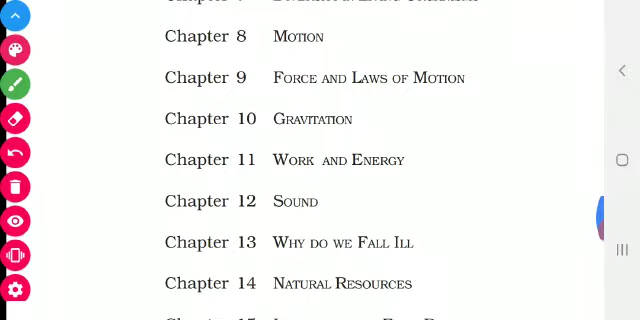 Chapter 8 Motion
Chapter 9 Force and Laws of Motion
Chapter 10 Gravitation
Chapter 11 Work and Energy
Chapter 12 Sound
Chapter 13 Why do we Fall Ill
Chapter 14 Natural Resources